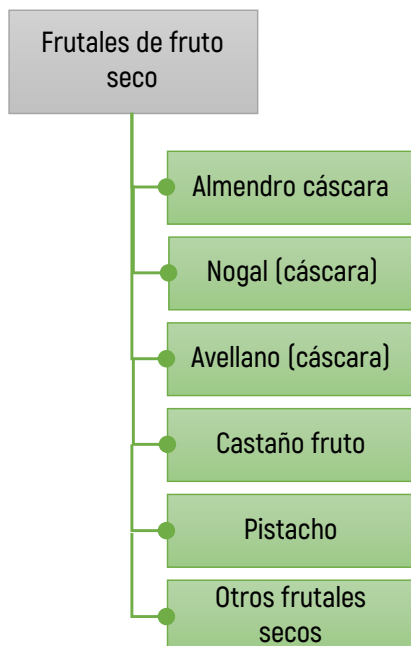 Frutales de fruto
seco
Almendro cáscara
Nogal (cáscara)
Avellano (cáscara)
Castaño fruto
Pistacho
Otros frutales
secos